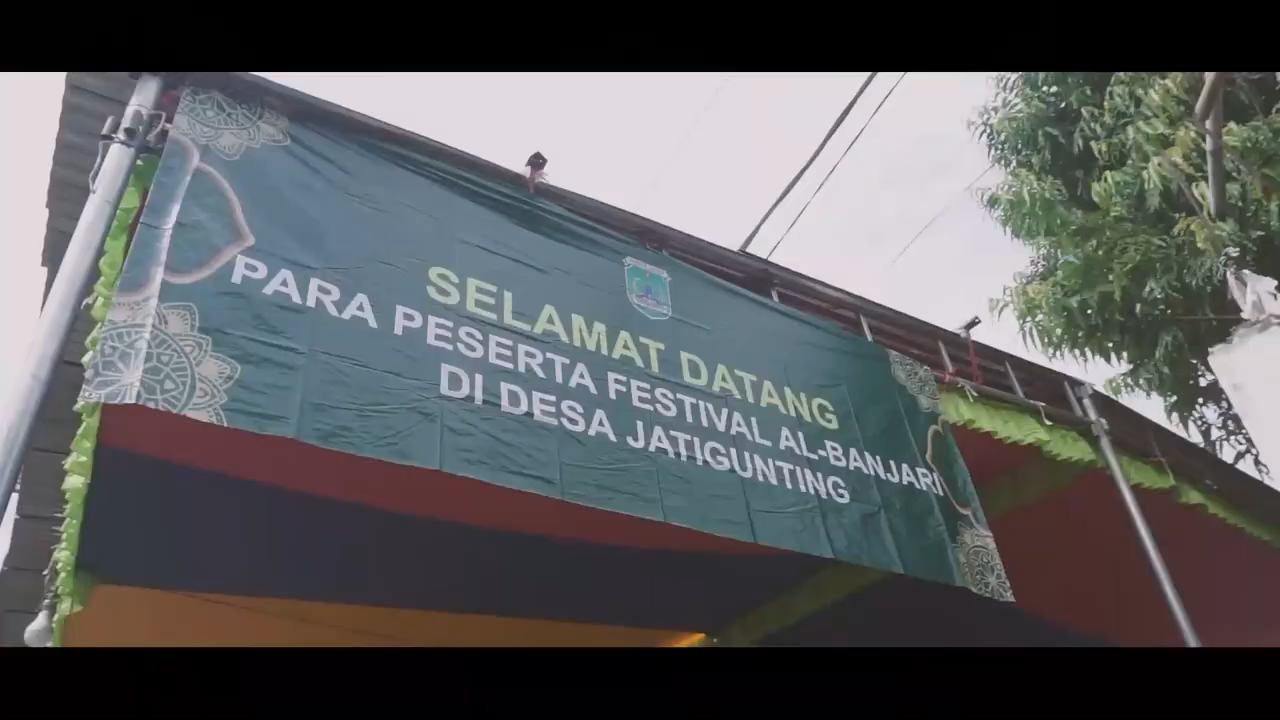 SELAMAT DATANG
PARA PESERTA FESTIVAL AL-BANJARI
DI DESA JATIGUNTING